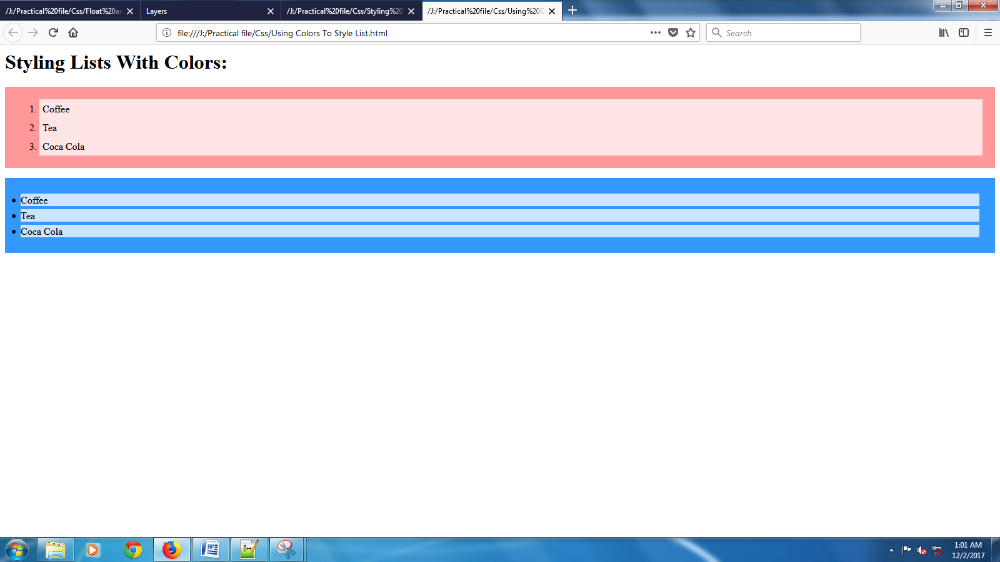 /J:/Practical%20file/Css/Float%20an
Layers
/J:/Practical%20file/Css/Styling%20
/J:/Practical%20file/Css/Using%20C
file:///J:/Practical file/Css/Using Colors To Style List.html
Search
Styling Lists With Colors:
1. Coffee
2. Tea
3. Coca Cola
• Coffee
• Tea
• Coca Cola
1:01 AM
12/2/2017